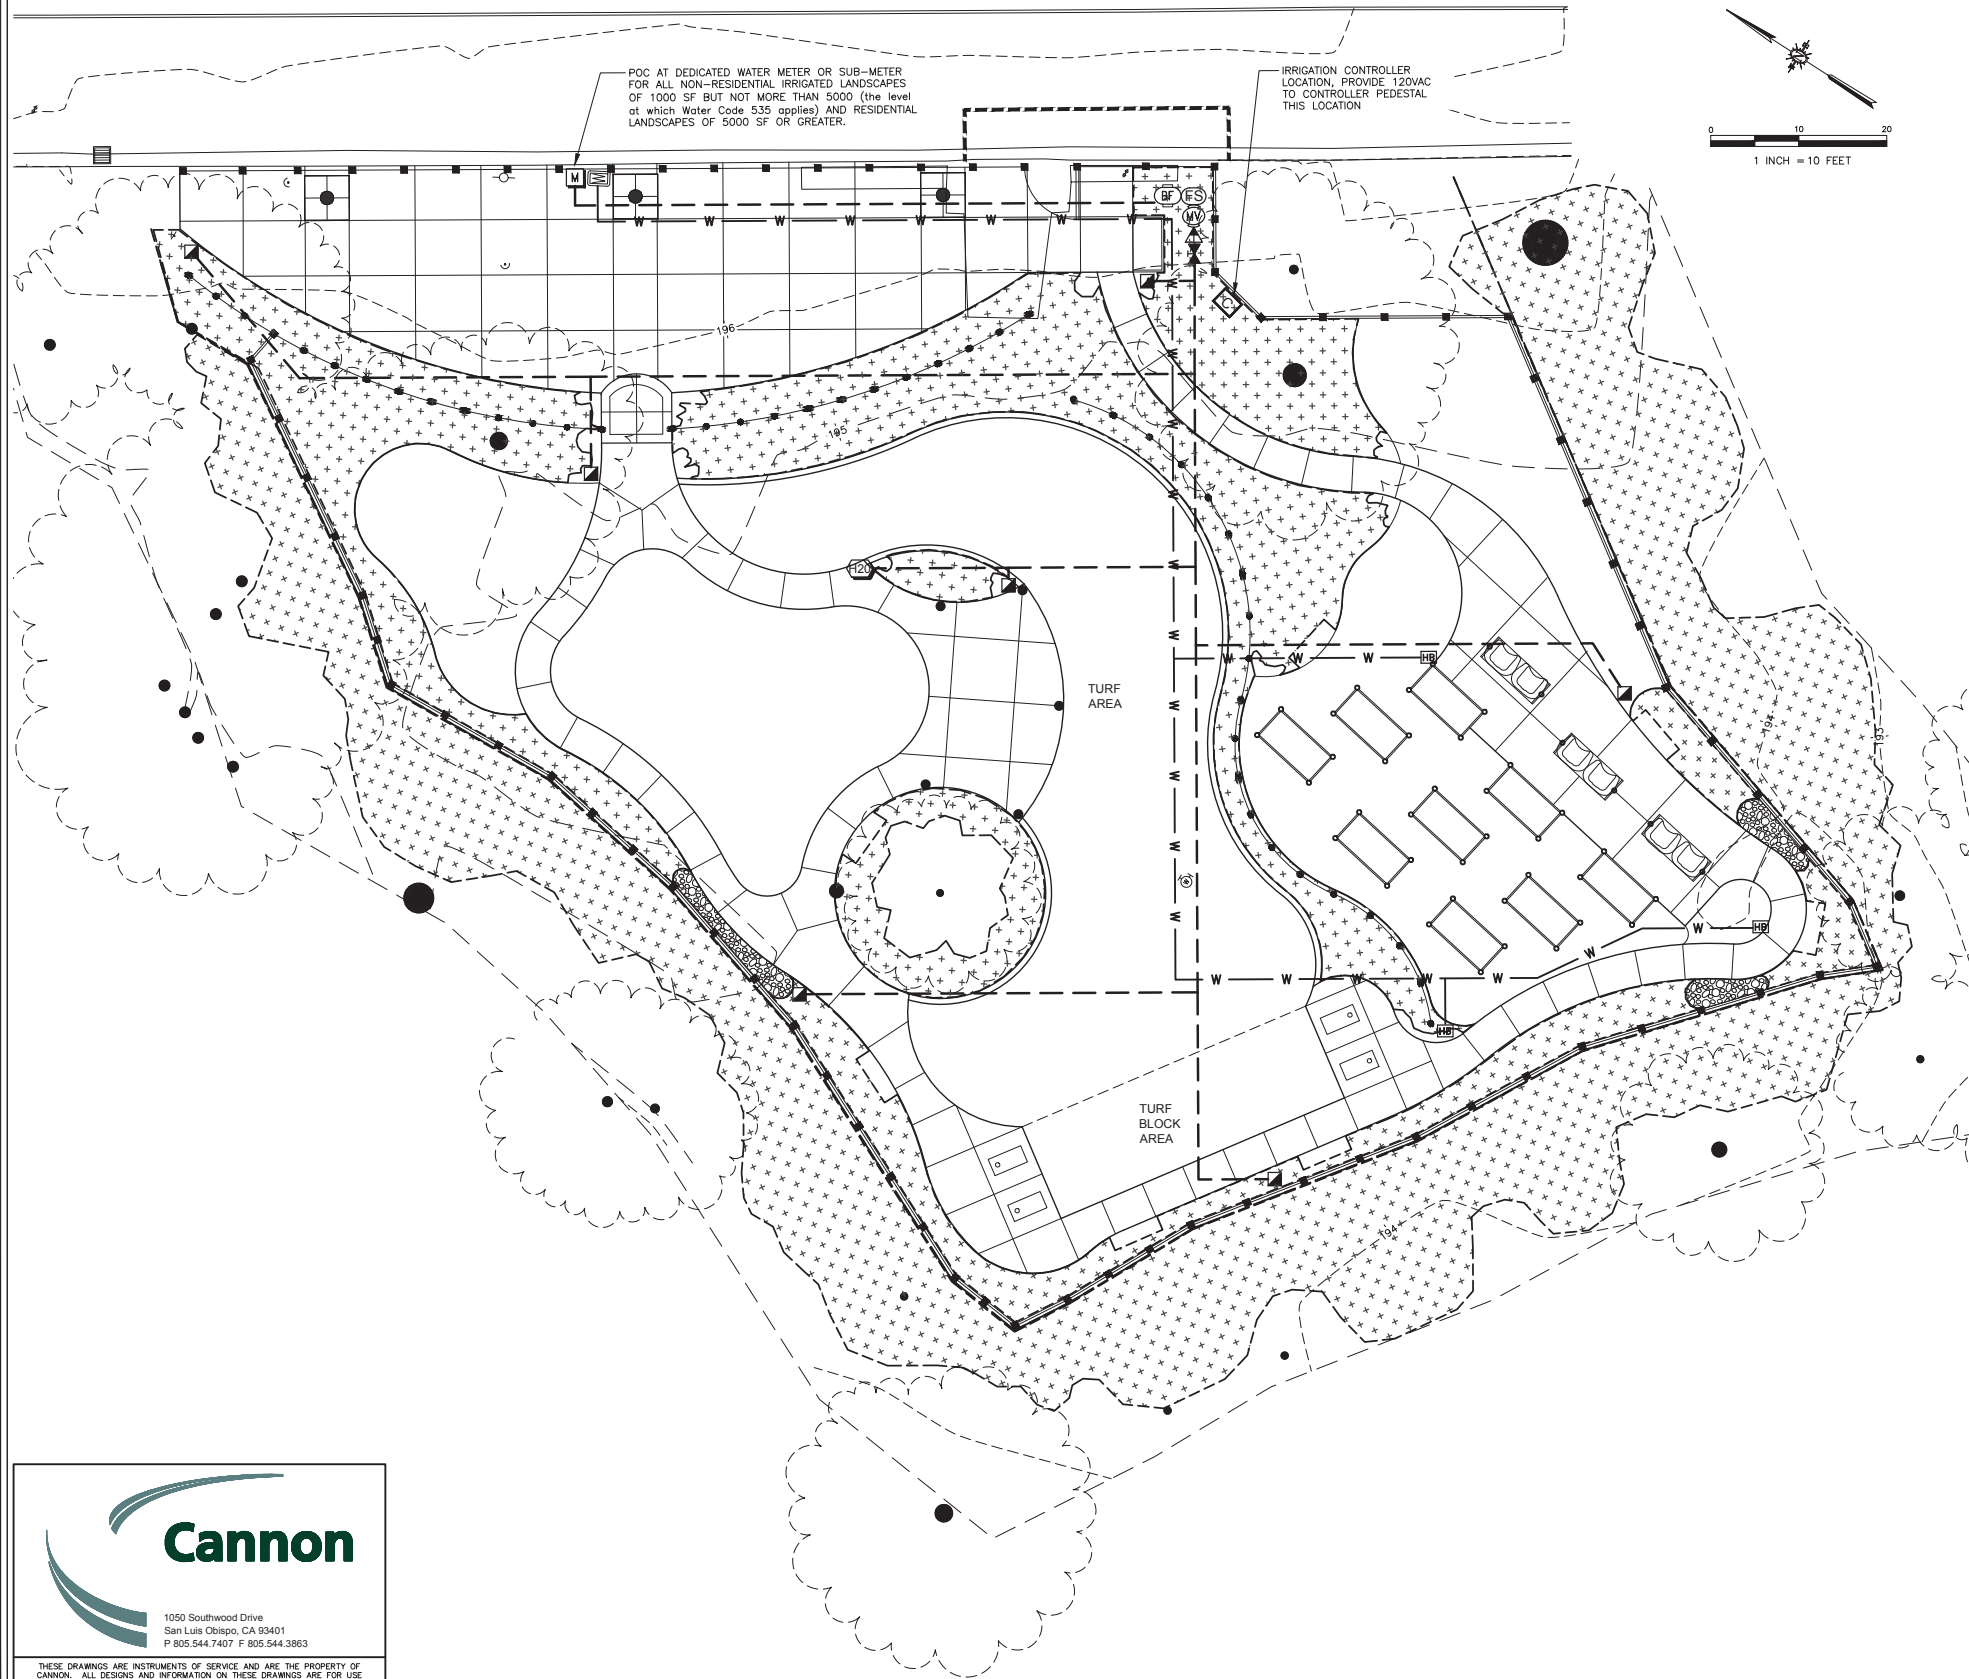 POC AT DEDICATED WATER METER OR SUB-METER
FOR ALL NON-RESIDENTIAL IRRIGATED LANDSCAPES
OF 1000 SF BUT NOT MORE THAN 5000 (the level
at which Water Code 535 applies) AND RESIDENTIAL
LANDSCAPES OF 5000 SF OR GREATER.
IRRIGATION CONTROLLER
LOCATION, PROVIDE 120VAC
TO CONTROLLER PEDESTAL
THIS LOCATION
0 10 20
1 INCH = 10 FEET
M
BF FS
MV
W W W W W W W W
C
W
196
W
195
W
W
H20
W
W
W W W HB
TURF
AREA
W
194
193
W
W
W
W HB
W
W W W W W
HB
TURF
BLOCK
AREA
194
Cannon
1050 Southwood Drive
San Luis Obispo, CA 93401
P 805.544.7407 F 805.544.3863
THESE DRAWINGS ARE INSTRUMENTS OF SERVICE AND ARE THE PROPERTY OF
CANNON. ALL DESIGNS AND INFORMATION ON THESE DRAWINGS ARE FOR USE